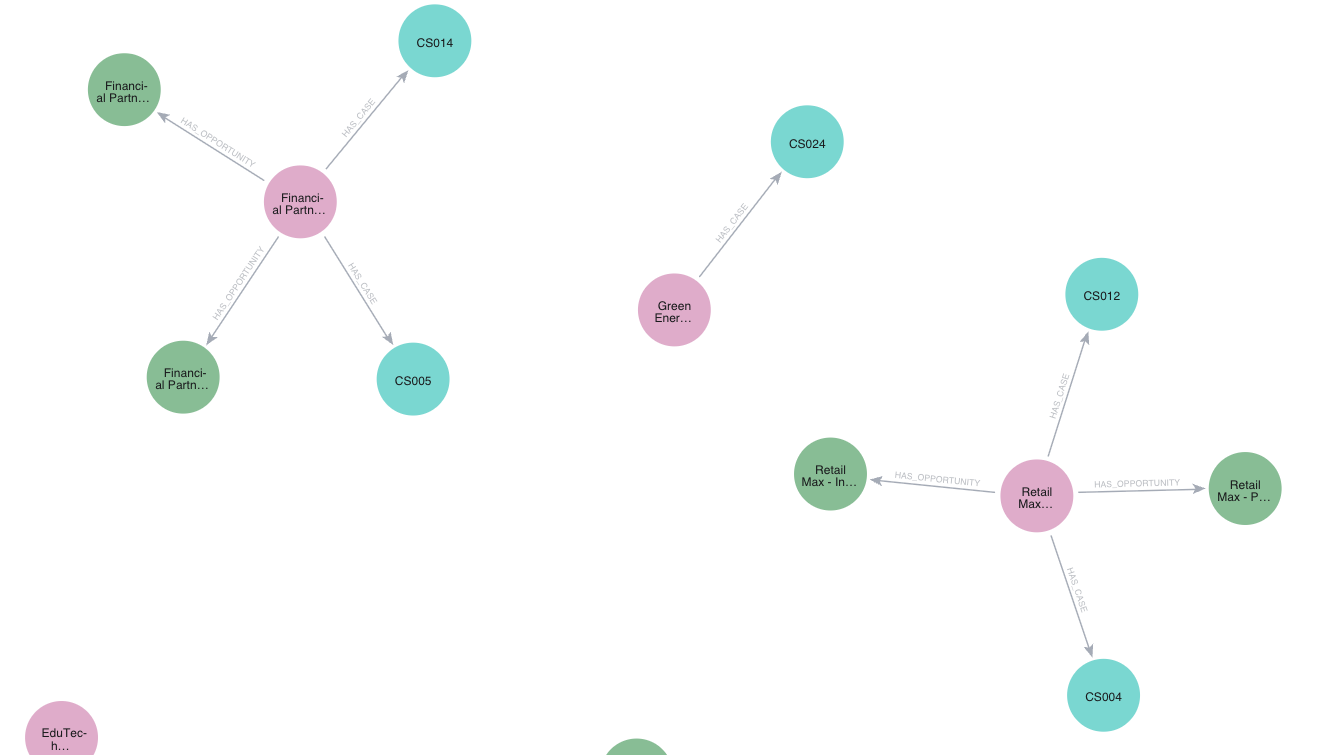 CS014
Financi-
al Partn...
HAS_CASE
HAS_OPPORTUNITY
CS024
Financi-
al Partn...
HAS_CASE
HAS_OPPORTUNITY
HAS_CASE
CS012
Green
Ener...
Financi-
al Partn...
CS005
HAS_CASE
Retail
Max - In...
HAS_OPPORTUNITY
Retail
Max...
HAS_OPPORTUNITY
Retail
Max - P...
HAS_CASE
CS004
EduTec-
h...